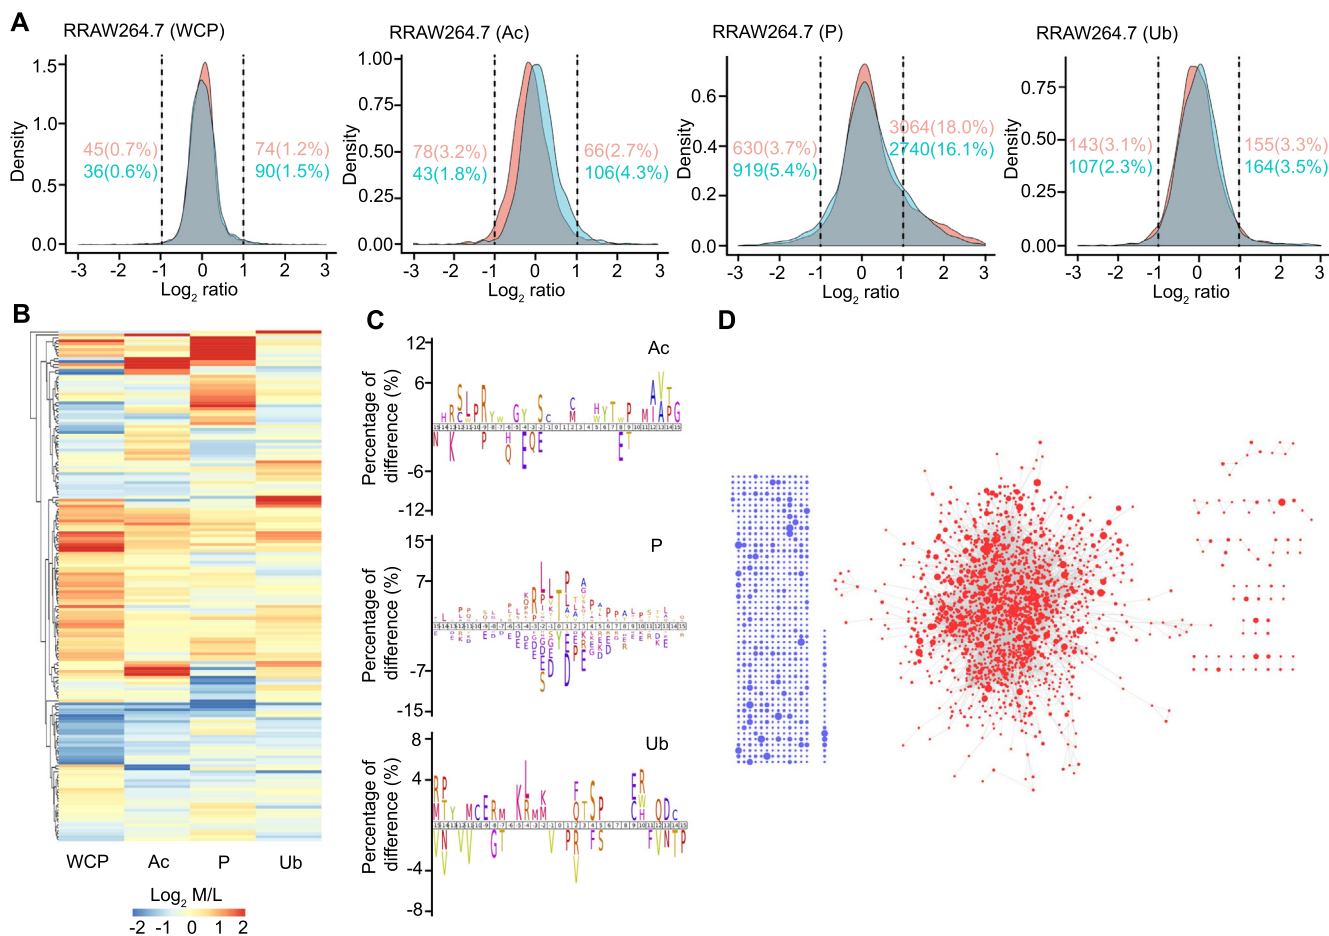 A
RRAW264.7 (WCP)
RRAW264.7 (Ac)
RRAW264.7 (P)
RRAW264.7 (Ub)
Density
1.5
1.0
0.5
0.0
45(0.7%)
36(0.6%)
74(1.2%)
90(1.5%)
-3 -2 -1 0 1 2 3
Log2 ratio
Density
1.00
0.75
0.50
0.25
0.00
78(3.2%)
43(1.8%)
66(2.7%)
106(4.3%)
-3 -2 -1 0 1 2 3
Log2 ratio
Density
0.6
0.4
0.2
0.0
630(3.7%)
919(5.4%)
3064(18.0%)
2740(16.1%)
-3 -2 -1 0 1 2 3
Log2 ratio
Density
0.75
0.50
0.25
0.00
143(3.1%)
107(2.3%)
155(3.3%)
164(3.5%)
-3 -2 -1 0 1 2 3
Log2 ratio
B
WCP Ac P Ub
Log2 M/L
-2 -1 0 1 2
C
Percentage of
difference (%)
12
6
-6
-12
Ac
Percentage of
difference (%)
15
7
-7
-15
P
Percentage of
difference (%)
8
4
-4
-8
Ub
D